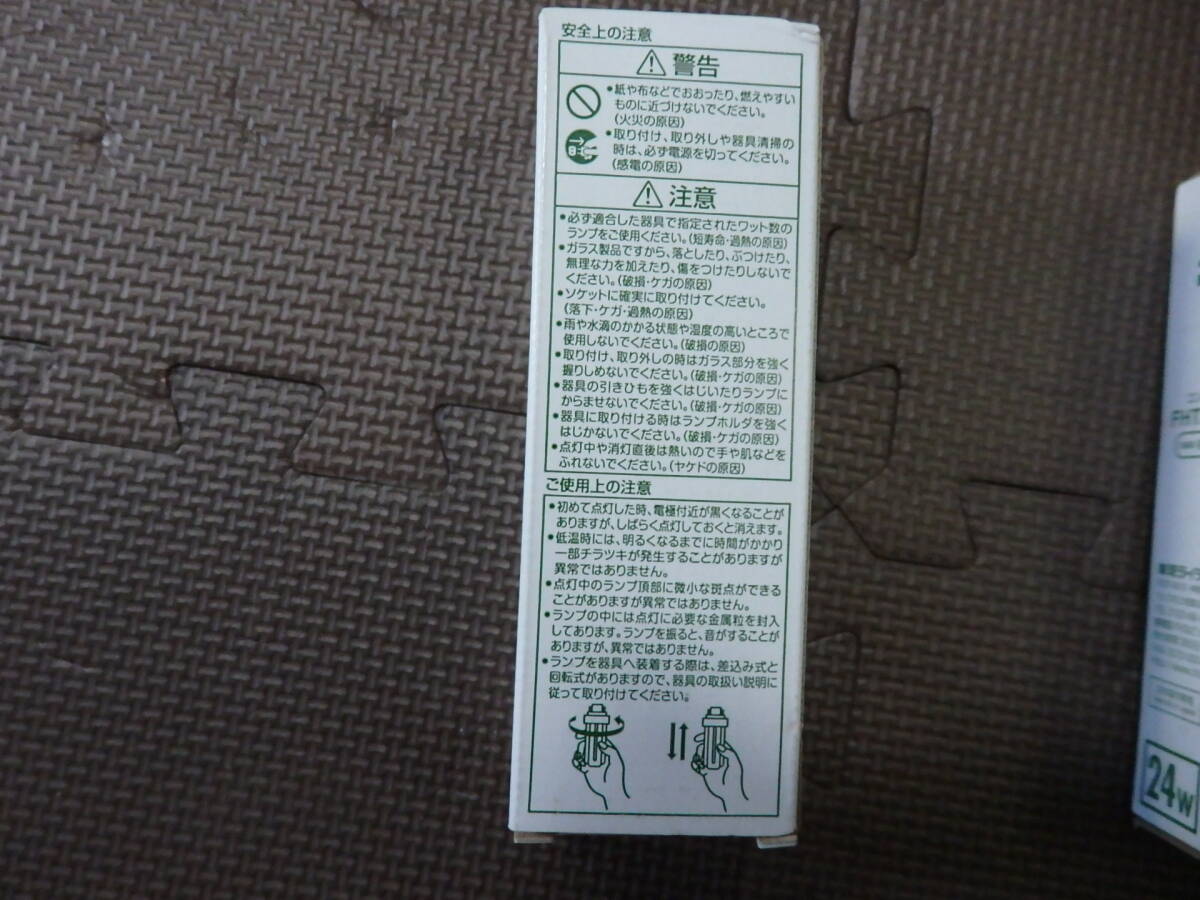 安全上の注意
警告
•紙や布などでおおったり、燃えやすい
ものに近づけないでください。
(火災の原因)
•取り付け、取り外しや器具清掃の
時は、必ず電源を切ってください。
(感電の原因)
注意
•必ず適合した器具で指定されたワット数の
ランプをご使用ください。(短寿命・過熱の原因)
•ガラス製品ですから、落としたり、ぶつけたり、
無理な力を加えたり、傷をつけたりしないで
ください。(破損・ケガの原因)
•ソケットに確実に取り付けてください。
(落下・ケガ・過熱の原因)
•雨や水滴のかかる状態や湿度の高いところで
使用しないでください。(破損の原因)
•取り付け、取り外しの時はガラス部分を強く
握りしめないでください。(破損・ケガの原因)
•器具の引きひもを強くはじいたりランプに
からませないでください。(破損・ケガの原因)
•器具に取り付ける時はランプホルダを強く
はじかないでください。(破損・ケガの原因)
•点灯中や消灯直後は熱いので手や肌などを
ふれないでください。(ヤケドの原因)
ご使用上の注意
•初めて点灯した時、電極付近が黒くなることが
ありますが、しばらく点灯しておくと消えます。
•低温時には、明るくなるまでに時間がかかり
一部チラツキが発生することがありますが
異常ではありません。
•点灯中のランプ頂部に微小な斑点ができる
ことがありますが異常ではありません。
•ランプの中には点灯に必要な金属粒を封入
してあります。ランプを振ると、音がすることが
ありますが、異常ではありません。
•ランプを器具へ装着する際は、差込み式と
回転式がありますので、器具の取扱い説明に
従って取り付けてください。
24W